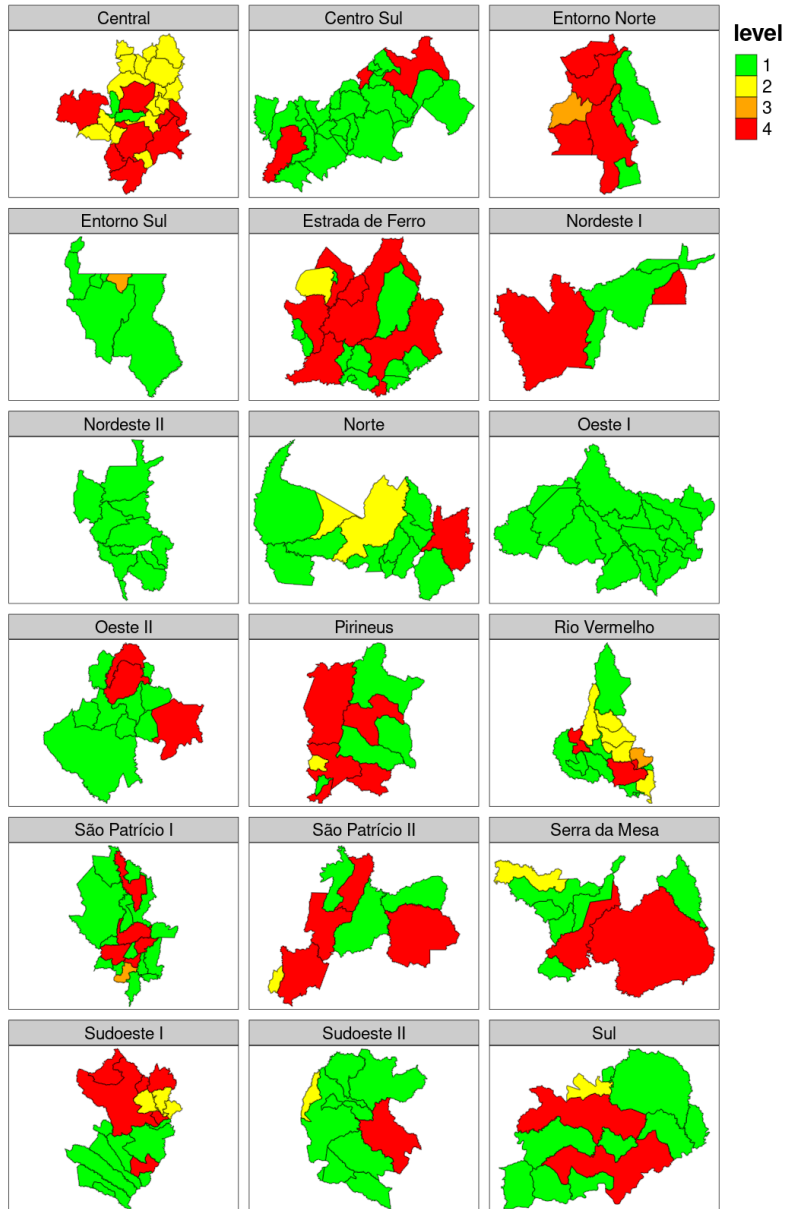 Central
Centro Sul
Entorno Norte
level
1
2
3
4
Entorno Sul
Estrada de Ferro
Nordeste I
Nordeste II
Norte
Oeste I
Oeste II
Pirineus
Rio Vermelho
São Patrício I
São Patrício II
Serra da Mesa
Sudoeste I
Sudoeste II
Sul